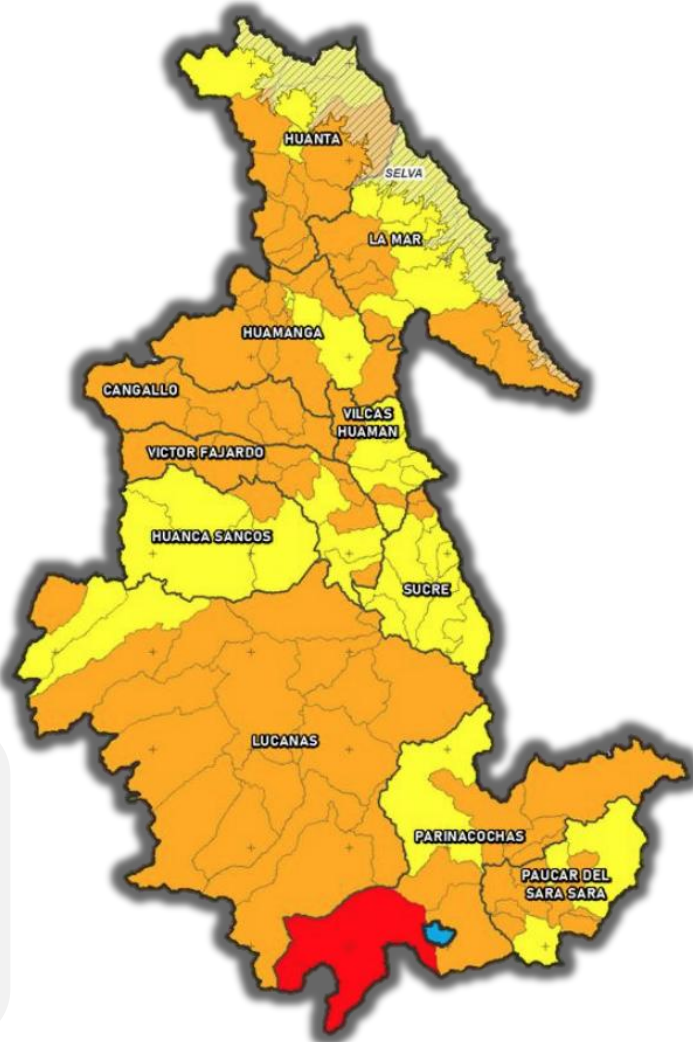 HUANTA
SELVA
LA MAR
HUAMANGA
CANGALLO
VILCAS
HUAMAN
VICTOR FAJARDO
HUANCA SANCOS
SUCRE
LUCANAS
PARINACOCHAS
PAUCAR DEL
SARA SARA